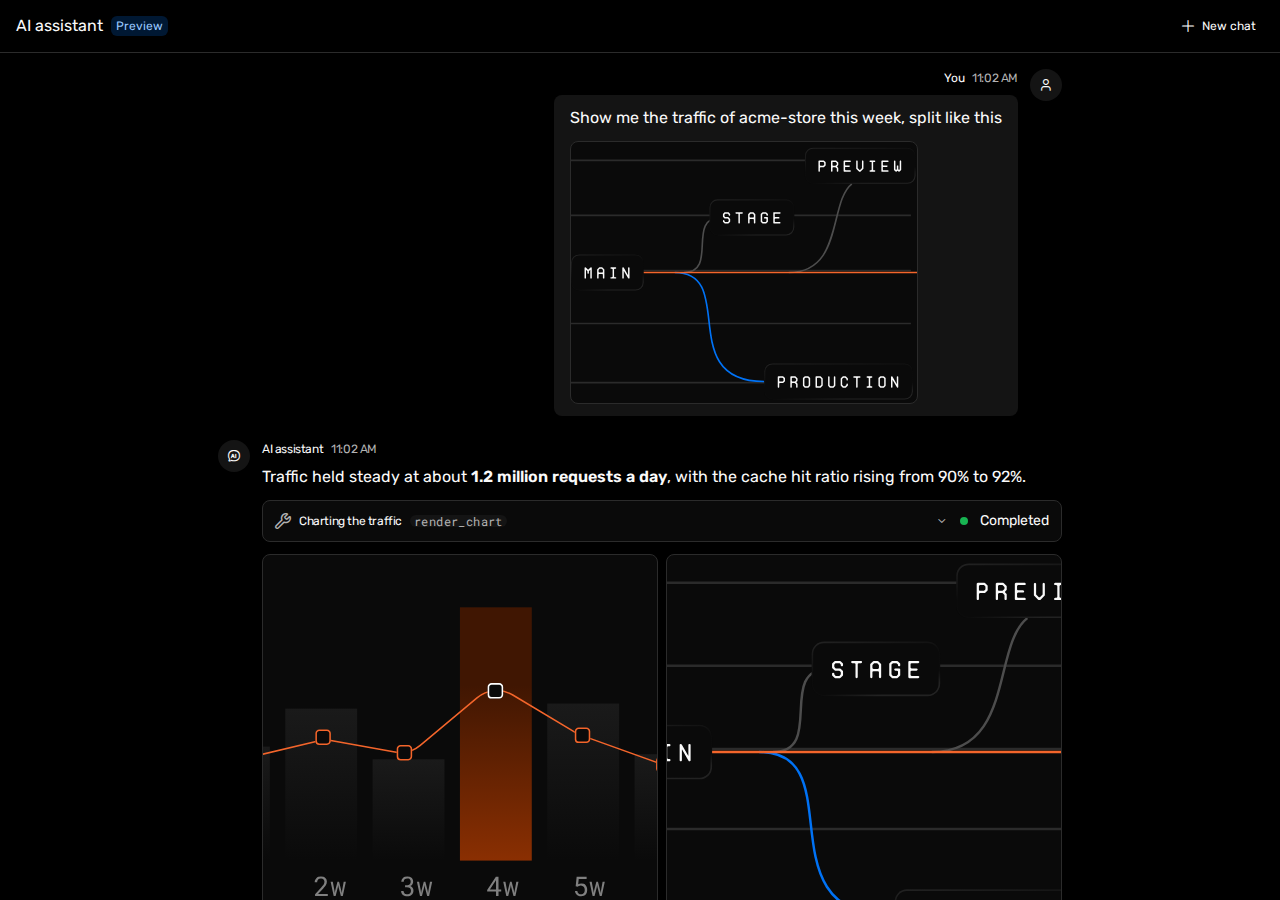 AI assistant Preview
New chat
You 11:02 AM
Show me the traffic of acme-store this week, split like this
PREVIEW
STAGE
MAIN
PRODUCTION
AI assistant 11:02 AM
Traffic held steady at about 1.2 million requests a day, with the cache hit ratio rising from 90% to 92%.
Charting the traffic render_chart Completed
2w 3w 4w 5w
PREVI
STAGE
IN